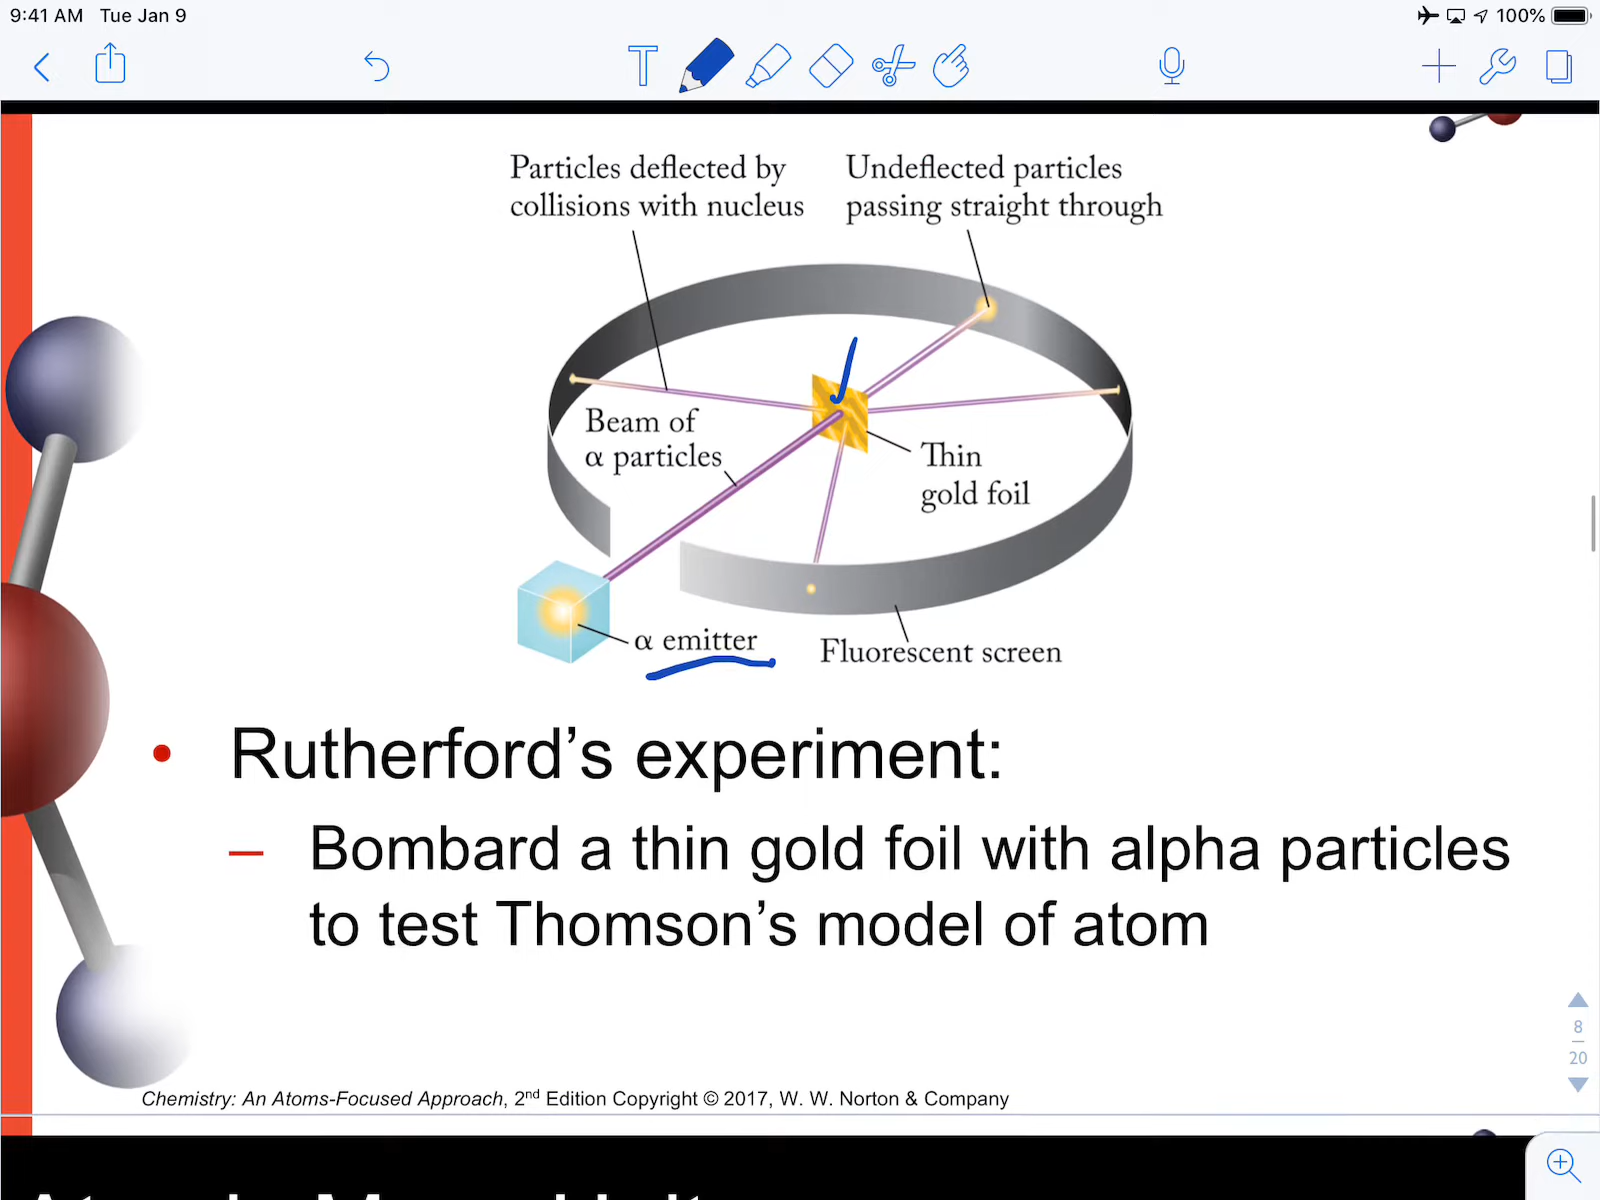 9:41 AM Tue Jan 9
100%
Particles deflected by
collisions with nucleus
Undeflected particles
passing straight through
Beam of
α particles
Thin
gold foil
α emitter
Fluorescent screen
• Rutherford’s experiment:
– Bombard a thin gold foil with alpha particles
to test Thomson’s model of atom
8
20
Chemistry: An Atoms-Focused Approach, 2nd Edition Copyright © 2017, W. W. Norton & Company